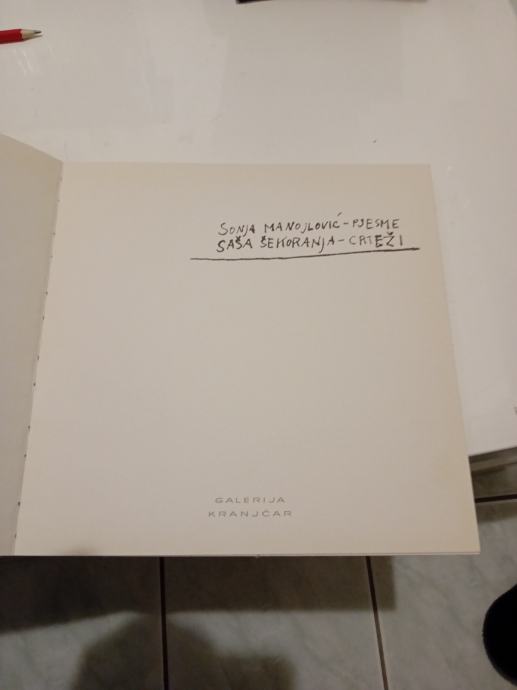 SONJA MANOJLOVIĆ - PJESME
SAŠA ŠEKORANJA - CRTEŽI
GALERIJA
KRANJČAR